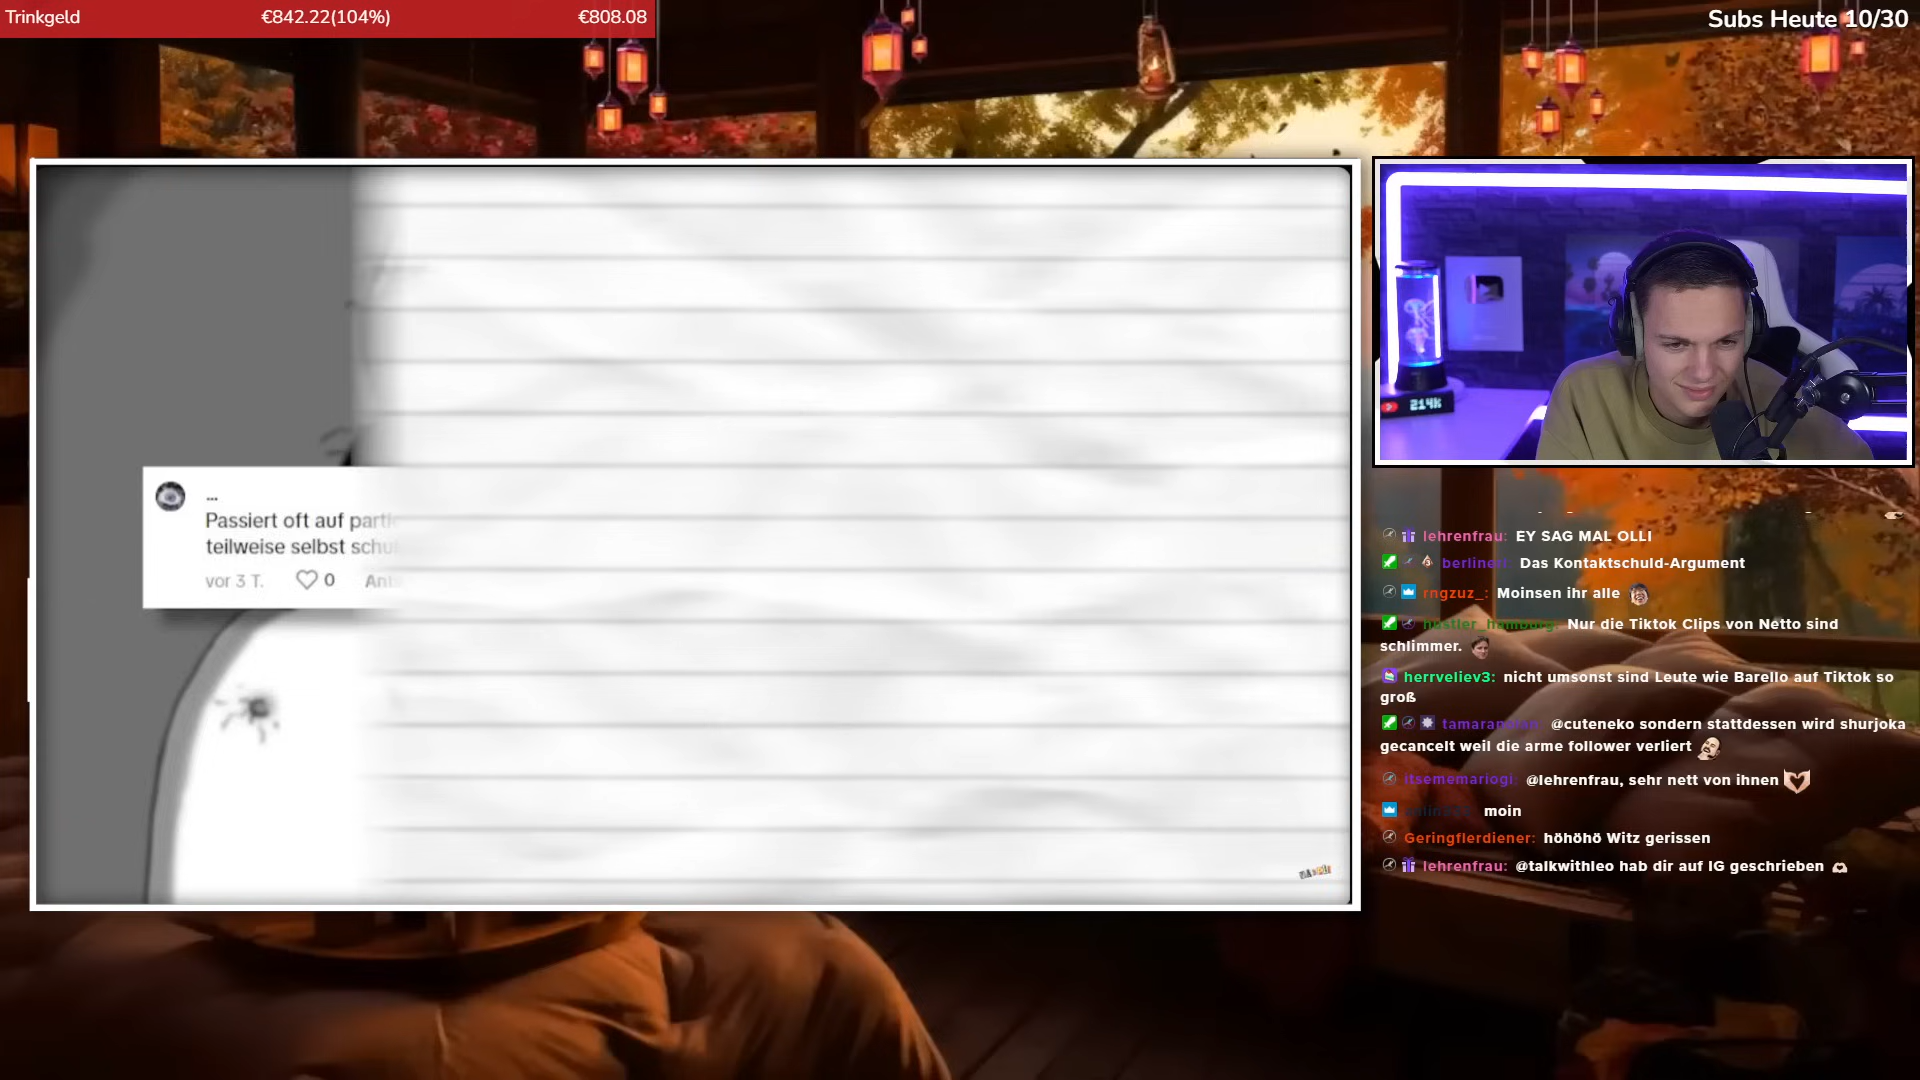 Trinkgeld €842.22(104%) €808.08
Subs Heute 10/30
...
Passiert oft auf
teilweise selbst
vor 3 T. 0
214K
lehrenfrau: EY SAG MAL OLLI
Das Kontaktschuld-Argument
rngzuz_: Moinsen ihr alle
hustler_hamburg: Nur die Tiktok Clips von Netto sind
schlimmer.
herrveliev3: nicht umsonst sind Leute wie Barello auf Tiktok so
groß
@cuteneko sondern stattdessen wird shurjoka
gecancelt weil die arme follower verliert
itsememariogi: @lehrenfrau, sehr nett von ihnen
moin
Geringflerdiener: höhöhö Witz gerissen
lehrenfrau: @talkwithleo hab dir auf IG geschrieben